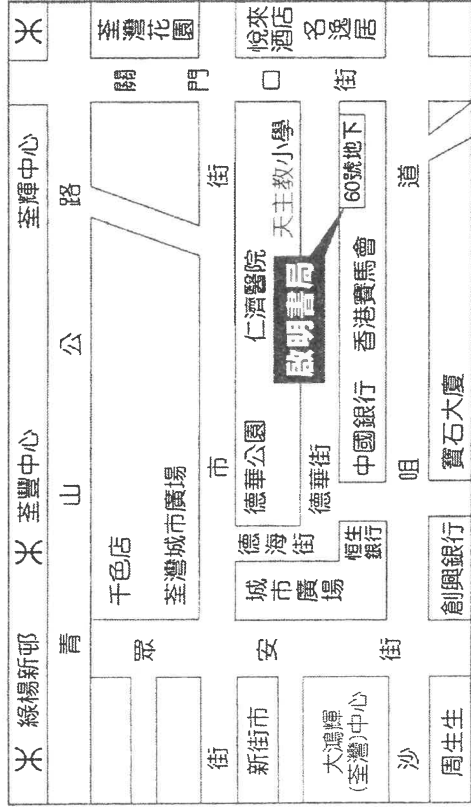 綠楊新邨
荃豐中心
荃輝中心
青山公路
千色店
荃灣城市廣場
荃灣花園
關門口街
眾安街
街市街
新街市
城市廣場
德海街
德華公園
仁濟醫院
天主教小學
悅來酒店
名逸居
啟明書局
60號地下
德華街
大鴻輝
(荃灣)中心
恒生銀行
中國銀行
香港賽馬會
沙咀道
周生生
創興銀行
寶石大廈